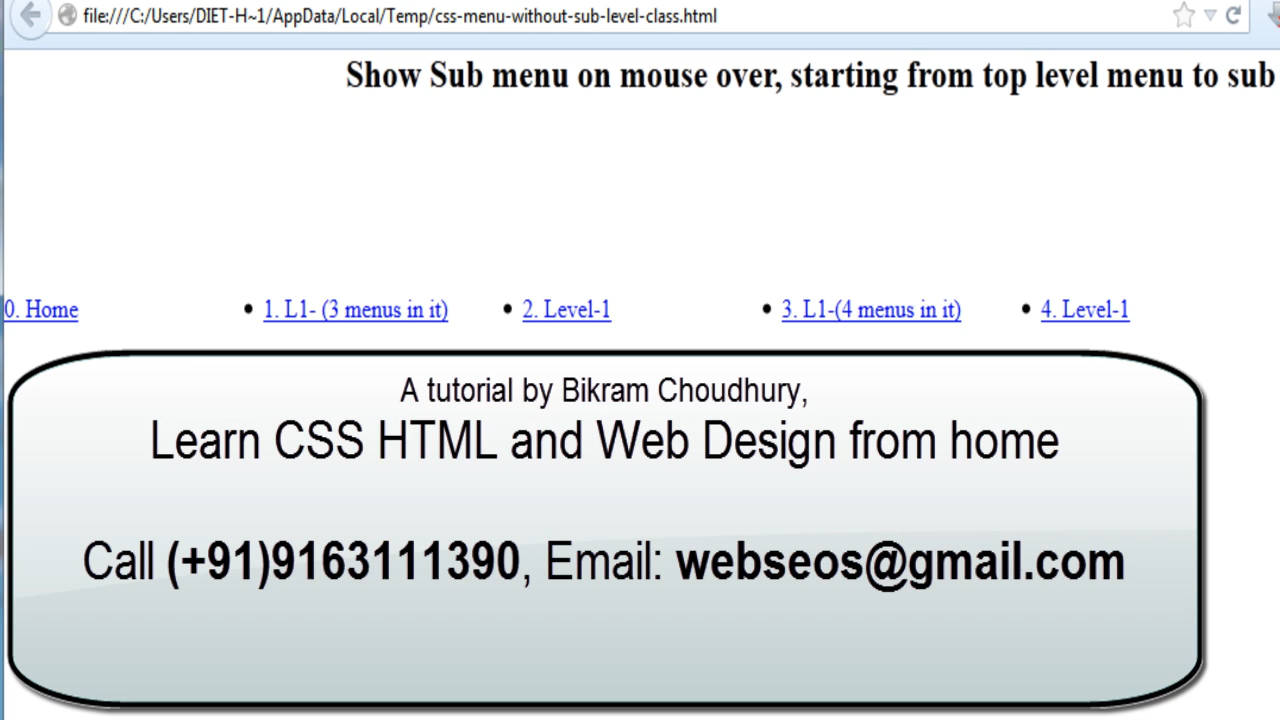 file:///C:/Users/DIET-H~1/AppData/Local/Temp/css-menu-without-sub-level-class.html
Show Sub menu on mouse over, starting from top level menu to sub
0. Home • 1. L1- (3 menus in it) • 2. Level-1 • 3. L1-(4 menus in it) • 4. Level-1
A tutorial by Bikram Choudhury,
Learn CSS HTML and Web Design from home
Call (+91)9163111390, Email: webseos@gmail.com